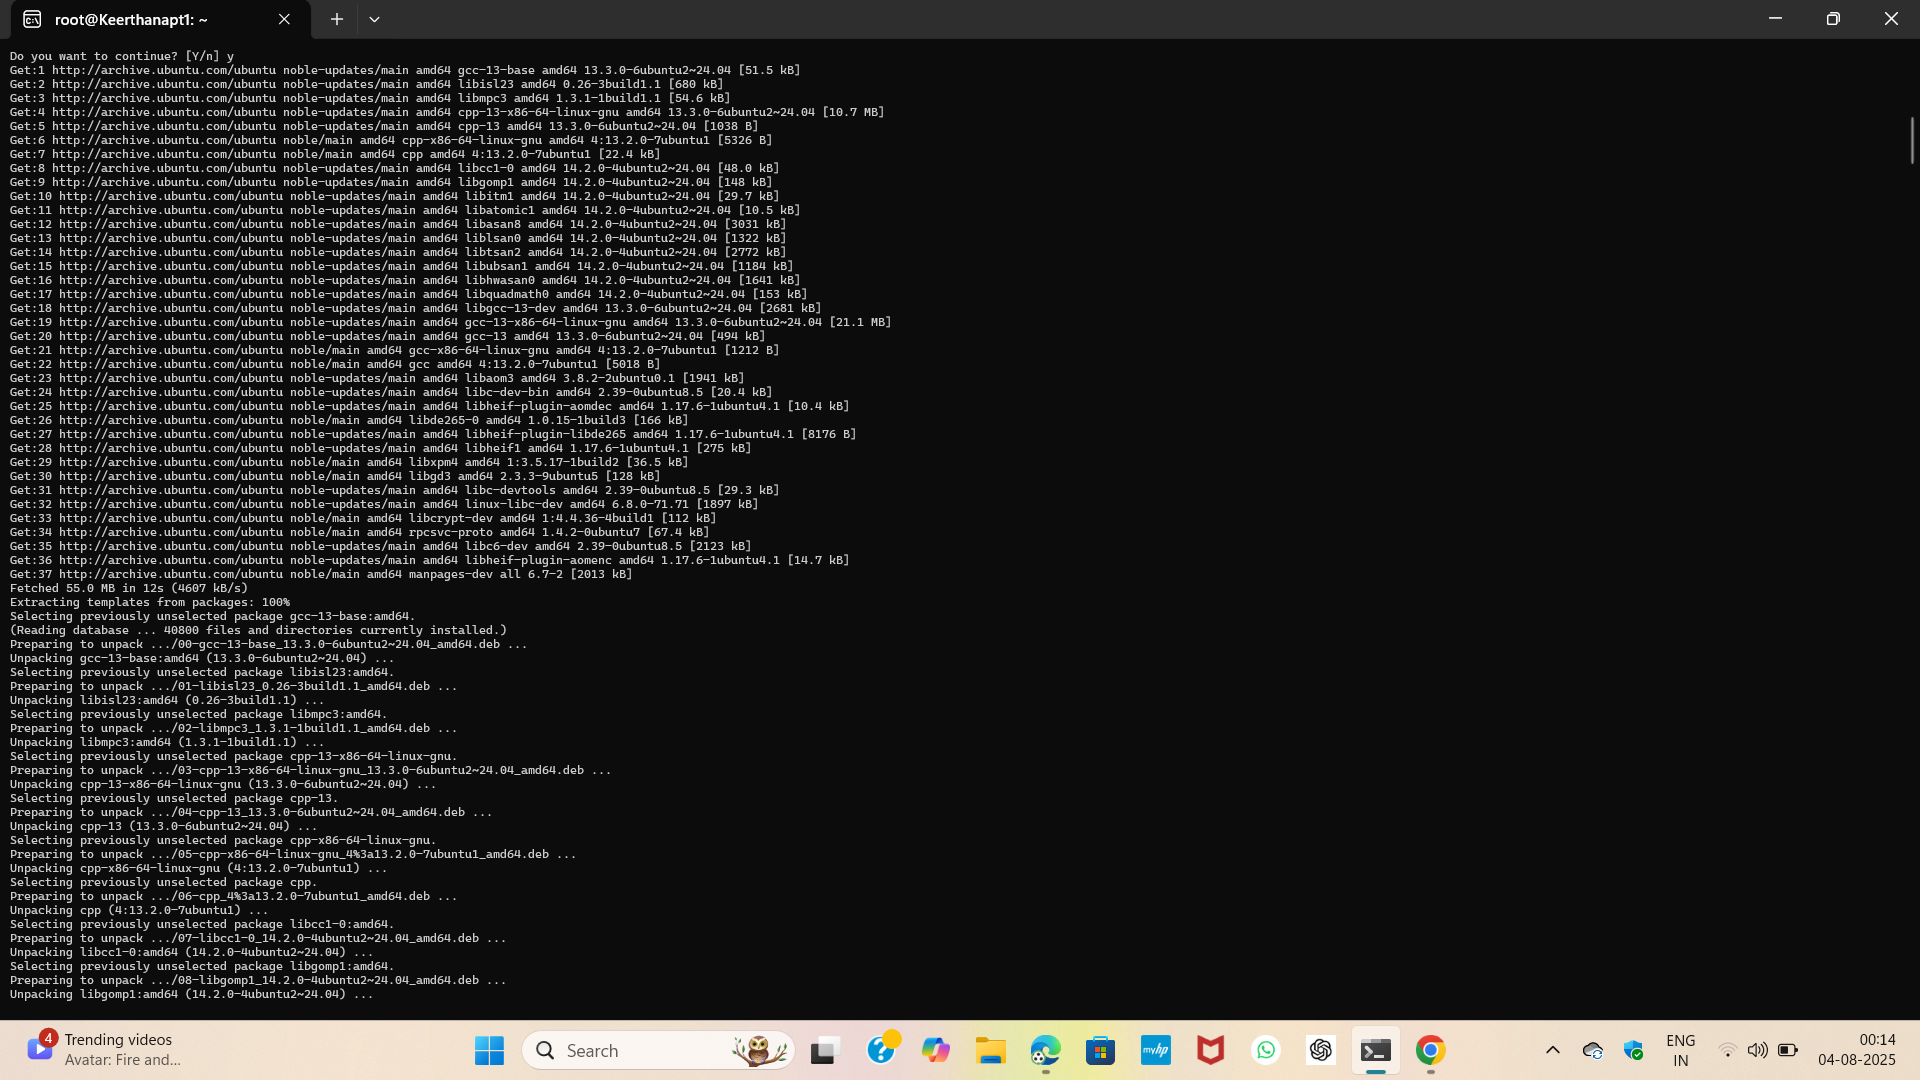 root@Keerthanapt1: ~
Do you want to continue? [Y/n] y
Get:1 http://archive.ubuntu.com/ubuntu noble-updates/main amd64 gcc-13-base amd64 13.3.0-6ubuntu2~24.04 [51.5 kB]
Get:2 http://archive.ubuntu.com/ubuntu noble-updates/main amd64 libisl23 amd64 0.26-3build1.1 [680 kB]
Get:3 http://archive.ubuntu.com/ubuntu noble-updates/main amd64 libmpc3 amd64 1.3.1-1build1.1 [54.6 kB]
Get:4 http://archive.ubuntu.com/ubuntu noble-updates/main amd64 cpp-13-x86-64-linux-gnu amd64 13.3.0-6ubuntu2~24.04 [10.7 MB]
Get:5 http://archive.ubuntu.com/ubuntu noble-updates/main amd64 cpp-13 amd64 13.3.0-6ubuntu2~24.04 [1038 B]
Get:6 http://archive.ubuntu.com/ubuntu noble/main amd64 cpp-x86-64-linux-gnu amd64 4:13.2.0-7ubuntu1 [5326 B]
Get:7 http://archive.ubuntu.com/ubuntu noble/main amd64 cpp amd64 4:13.2.0-7ubuntu1 [22.4 kB]
Get:8 http://archive.ubuntu.com/ubuntu noble-updates/main amd64 libcc1-0 amd64 14.2.0-4ubuntu2~24.04 [48.0 kB]
Get:9 http://archive.ubuntu.com/ubuntu noble-updates/main amd64 libgomp1 amd64 14.2.0-4ubuntu2~24.04 [148 kB]
Get:10 http://archive.ubuntu.com/ubuntu noble-updates/main amd64 libitm1 amd64 14.2.0-4ubuntu2~24.04 [29.7 kB]
Get:11 http://archive.ubuntu.com/ubuntu noble-updates/main amd64 libatomic1 amd64 14.2.0-4ubuntu2~24.04 [10.5 kB]
Get:12 http://archive.ubuntu.com/ubuntu noble-updates/main amd64 libasan8 amd64 14.2.0-4ubuntu2~24.04 [3031 kB]
Get:13 http://archive.ubuntu.com/ubuntu noble-updates/main amd64 liblsan0 amd64 14.2.0-4ubuntu2~24.04 [1322 kB]
Get:14 http://archive.ubuntu.com/ubuntu noble-updates/main amd64 libtsan2 amd64 14.2.0-4ubuntu2~24.04 [2772 kB]
Get:15 http://archive.ubuntu.com/ubuntu noble-updates/main amd64 libubsan1 amd64 14.2.0-4ubuntu2~24.04 [1184 kB]
Get:16 http://archive.ubuntu.com/ubuntu noble-updates/main amd64 libhwasan0 amd64 14.2.0-4ubuntu2~24.04 [1641 kB]
Get:17 http://archive.ubuntu.com/ubuntu noble-updates/main amd64 libquadmath0 amd64 14.2.0-4ubuntu2~24.04 [153 kB]
Get:18 http://archive.ubuntu.com/ubuntu noble-updates/main amd64 libgcc-13-dev amd64 13.3.0-6ubuntu2~24.04 [2681 kB]
Get:19 http://archive.ubuntu.com/ubuntu noble-updates/main amd64 gcc-13-x86-64-linux-gnu amd64 13.3.0-6ubuntu2~24.04 [21.1 MB]
Get:20 http://archive.ubuntu.com/ubuntu noble-updates/main amd64 gcc-13 amd64 13.3.0-6ubuntu2~24.04 [494 kB]
Get:21 http://archive.ubuntu.com/ubuntu noble/main amd64 gcc-x86-64-linux-gnu amd64 4:13.2.0-7ubuntu1 [1212 B]
Get:22 http://archive.ubuntu.com/ubuntu noble/main amd64 gcc amd64 4:13.2.0-7ubuntu1 [5018 B]
Get:23 http://archive.ubuntu.com/ubuntu noble-updates/main amd64 libaom3 amd64 3.8.2-2ubuntu0.1 [1941 kB]
Get:24 http://archive.ubuntu.com/ubuntu noble-updates/main amd64 libc-dev-bin amd64 2.39-0ubuntu8.5 [20.4 kB]
Get:25 http://archive.ubuntu.com/ubuntu noble-updates/main amd64 libheif-plugin-aomdec amd64 1.17.6-1ubuntu4.1 [10.4 kB]
Get:26 http://archive.ubuntu.com/ubuntu noble/main amd64 libde265-0 amd64 1.0.15-1build3 [166 kB]
Get:27 http://archive.ubuntu.com/ubuntu noble-updates/main amd64 libheif-plugin-libde265 amd64 1.17.6-1ubuntu4.1 [8176 B]
Get:28 http://archive.ubuntu.com/ubuntu noble-updates/main amd64 libheif1 amd64 1.17.6-1ubuntu4.1 [275 kB]
Get:29 http://archive.ubuntu.com/ubuntu noble/main amd64 libxpm4 amd64 1:3.5.17-1build2 [36.5 kB]
Get:30 http://archive.ubuntu.com/ubuntu noble/main amd64 libgd3 amd64 2.3.3-9ubuntu5 [128 kB]
Get:31 http://archive.ubuntu.com/ubuntu noble-updates/main amd64 libc-devtools amd64 2.39-0ubuntu8.5 [29.3 kB]
Get:32 http://archive.ubuntu.com/ubuntu noble-updates/main amd64 linux-libc-dev amd64 6.8.0-71.71 [1897 kB]
Get:33 http://archive.ubuntu.com/ubuntu noble/main amd64 libcrypt-dev amd64 1:4.4.36-4build1 [112 kB]
Get:34 http://archive.ubuntu.com/ubuntu noble/main amd64 rpcsvc-proto amd64 1.4.2-0ubuntu7 [67.4 kB]
Get:35 http://archive.ubuntu.com/ubuntu noble-updates/main amd64 libc6-dev amd64 2.39-0ubuntu8.5 [2123 kB]
Get:36 http://archive.ubuntu.com/ubuntu noble-updates/main amd64 libheif-plugin-aomenc amd64 1.17.6-1ubuntu4.1 [14.7 kB]
Get:37 http://archive.ubuntu.com/ubuntu noble/main amd64 manpages-dev all 6.7-2 [2013 kB]
Fetched 55.0 MB in 12s (4607 kB/s)
Extracting templates from packages: 100%
Selecting previously unselected package gcc-13-base:amd64.
(Reading database ... 40800 files and directories currently installed.)
Preparing to unpack .../00-gcc-13-base_13.3.0-6ubuntu2~24.04_amd64.deb ...
Unpacking gcc-13-base:amd64 (13.3.0-6ubuntu2~24.04) ...
Selecting previously unselected package libisl23:amd64.
Preparing to unpack .../01-libisl23_0.26-3build1.1_amd64.deb ...
Unpacking libisl23:amd64 (0.26-3build1.1) ...
Selecting previously unselected package libmpc3:amd64.
Preparing to unpack .../02-libmpc3_1.3.1-1build1.1_amd64.deb ...
Unpacking libmpc3:amd64 (1.3.1-1build1.1) ...
Selecting previously unselected package cpp-13-x86-64-linux-gnu.
Preparing to unpack .../03-cpp-13-x86-64-linux-gnu_13.3.0-6ubuntu2~24.04_amd64.deb ...
Unpacking cpp-13-x86-64-linux-gnu (13.3.0-6ubuntu2~24.04) ...
Selecting previously unselected package cpp-13.
Preparing to unpack .../04-cpp-13_13.3.0-6ubuntu2~24.04_amd64.deb ...
Unpacking cpp-13 (13.3.0-6ubuntu2~24.04) ...
Selecting previously unselected package cpp-x86-64-linux-gnu.
Preparing to unpack .../05-cpp-x86-64-linux-gnu_4%3a13.2.0-7ubuntu1_amd64.deb ...
Unpacking cpp-x86-64-linux-gnu (4:13.2.0-7ubuntu1) ...
Selecting previously unselected package cpp.
Preparing to unpack .../06-cpp_4%3a13.2.0-7ubuntu1_amd64.deb ...
Unpacking cpp (4:13.2.0-7ubuntu1) ...
Selecting previously unselected package libcc1-0:amd64.
Preparing to unpack .../07-libcc1-0_14.2.0-4ubuntu2~24.04_amd64.deb ...
Unpacking libcc1-0:amd64 (14.2.0-4ubuntu2~24.04) ...
Selecting previously unselected package libgomp1:amd64.
Preparing to unpack .../08-libgomp1_14.2.0-4ubuntu2~24.04_amd64.deb ...
Unpacking libgomp1:amd64 (14.2.0-4ubuntu2~24.04) ...
4
Trending videos
Avatar: Fire and...
Search
myhp
ENG
IN
00:14
04-08-2025